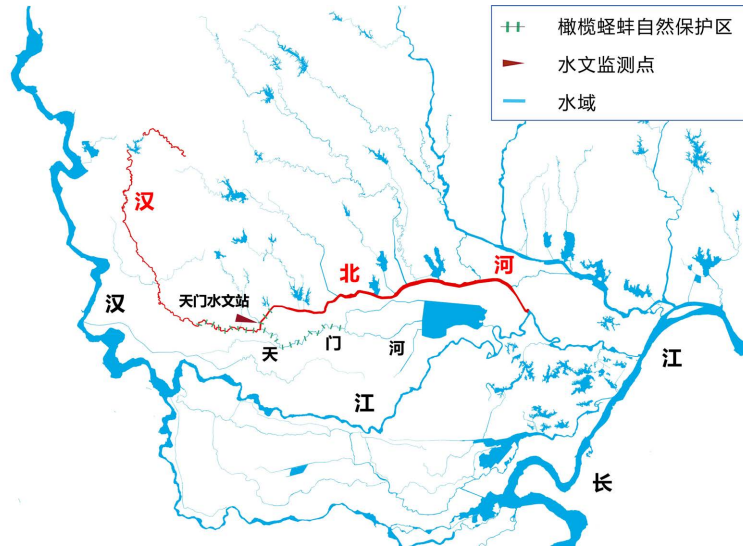 橄榄蛏蚌自然保护区
水文监测点
水域
汉
北
河
天门水文站
汉
天
门
河
江
江
长